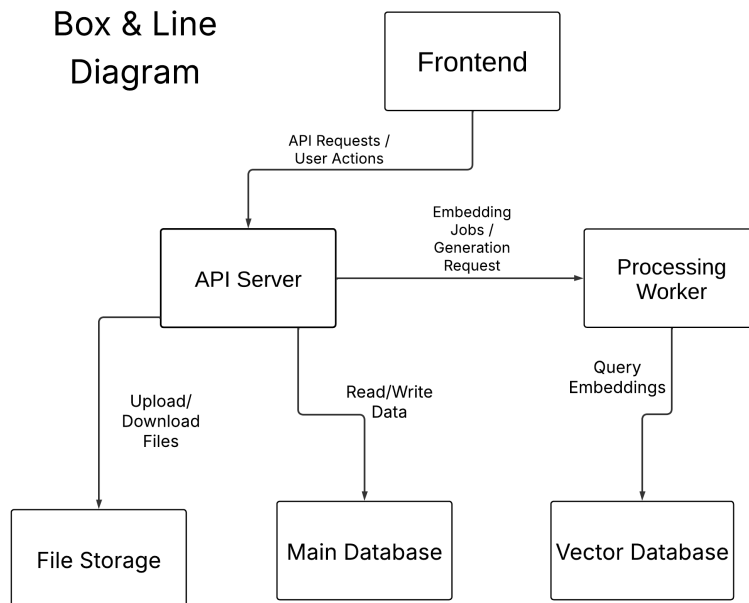 Box & Line
Diagram
Frontend
API Requests /
User Actions
Embedding
Jobs /
Generation
Request
API Server
Processing
Worker
Upload/
Download
Files
Read/Write
Data
Query
Embeddings
File Storage
Main Database
Vector Database